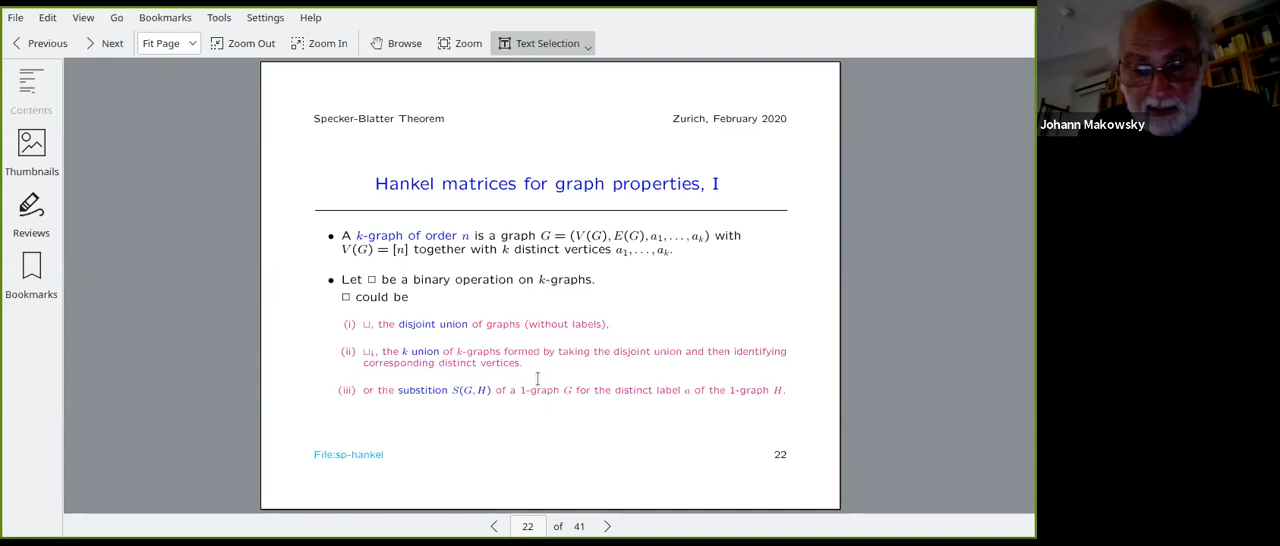 File Edit View Go Bookmarks Tools Settings Help
Previous Next Fit Page Zoom Out Zoom In Browse Zoom Text Selection
Contents
Thumbnails
Reviews
Bookmarks
Specker-Blatter Theorem Zurich, February 2020
Hankel matrices for graph properties, I
• A k-graph of order n is a graph G = (V(G), E(G), a₁, . . . , aₖ) with
V(G) = [n] together with k distinct vertices a₁, . . . , aₖ.
• Let □ be a binary operation on k-graphs.
□ could be
(i) ⊔, the disjoint union of graphs (without labels),
(ii) ⊔ₖ, the k union of k-graphs formed by taking the disjoint union and then identifying
corresponding distinct vertices.
(iii) or the substition S(G, H) of a 1-graph G for the distinct label a of the 1-graph H.
File:sp-hankel 22
22 of 41
Johann Makowsky